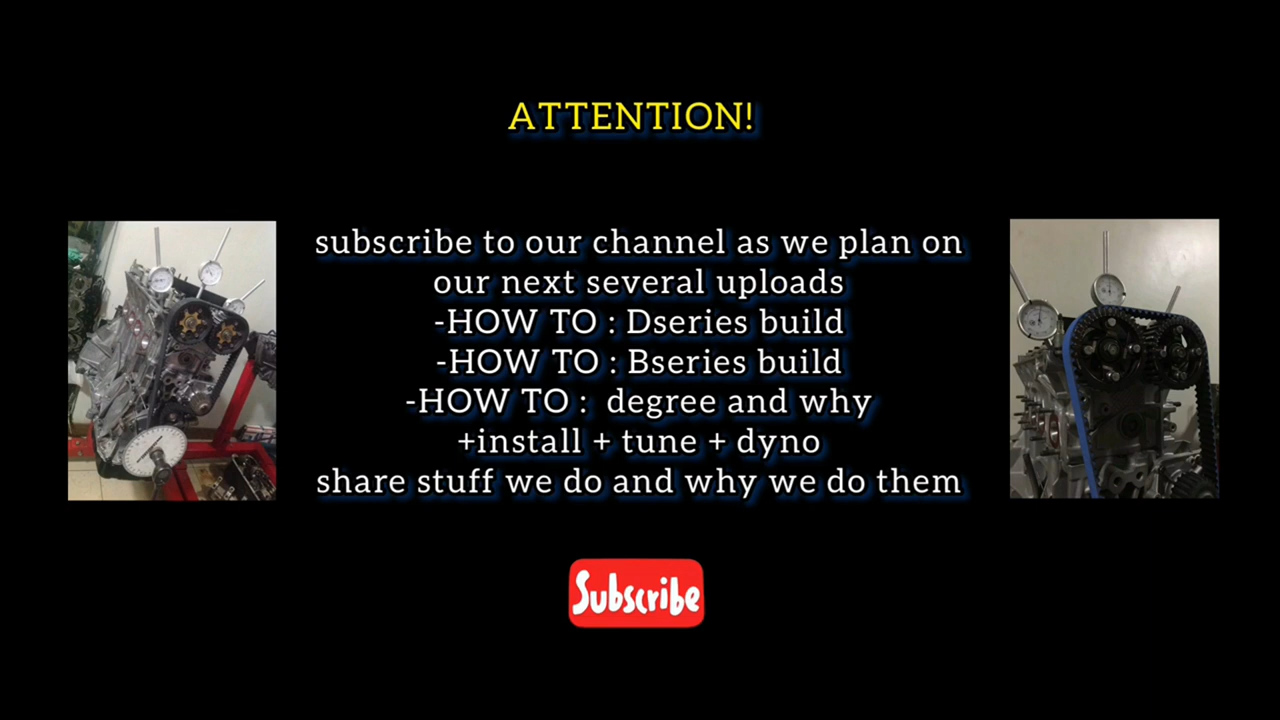 ATTENTION!
subscribe to our channel as we plan on
our next several uploads
-HOW TO : Dseries build
-HOW TO : Bseries build
-HOW TO :  degree and why
+install + tune + dyno
share stuff we do and why we do them
Subscribe